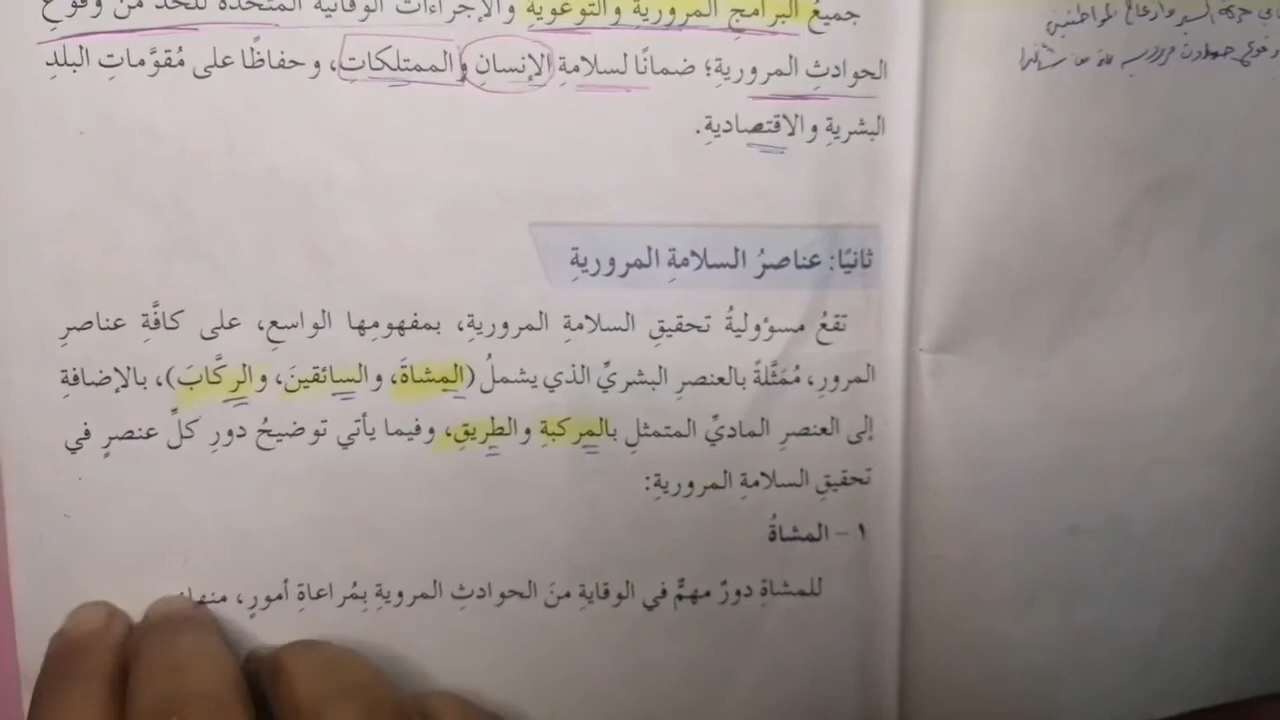 جميعُ البرامجِ المروريةِ والتوعويةِ والإجراءات الوقائية المتخذة للحد من وقوعِ
الحوادثِ المروريةِ؛ ضمانًا لسلامةِ الإنسانِ والممتلكاتِ، وحفاظًا على مُقوَّماتِ البلدِ
البشريةِ والاقتصاديةِ.
ثانيًا: عناصرُ السلامةِ المروريةِ
تقعُ مسؤوليةُ تحقيقِ السلامةِ المروريةِ، بمفهومِها الواسعِ، على كافَّةِ عناصرِ
المرورِ، مُمَثَّلةً بالعنصرِ البشريِّ الذي يشملُ (المشاةَ، والسائقينَ، والركَّابَ)، بالإضافةِ
إلى العنصرِ الماديِّ المتمثلِ بالمركبةِ والطريقِ، وفيما يأتي توضيحُ دورِ كلِّ عنصرٍ في
تحقيقِ السلامةِ المروريةِ:
١ - المشاةُ
للمشاةِ دورٌ مهمٌّ في الوقايةِ منَ الحوادثِ المرويةِ بِمُراعاةِ أمورٍ، منها: